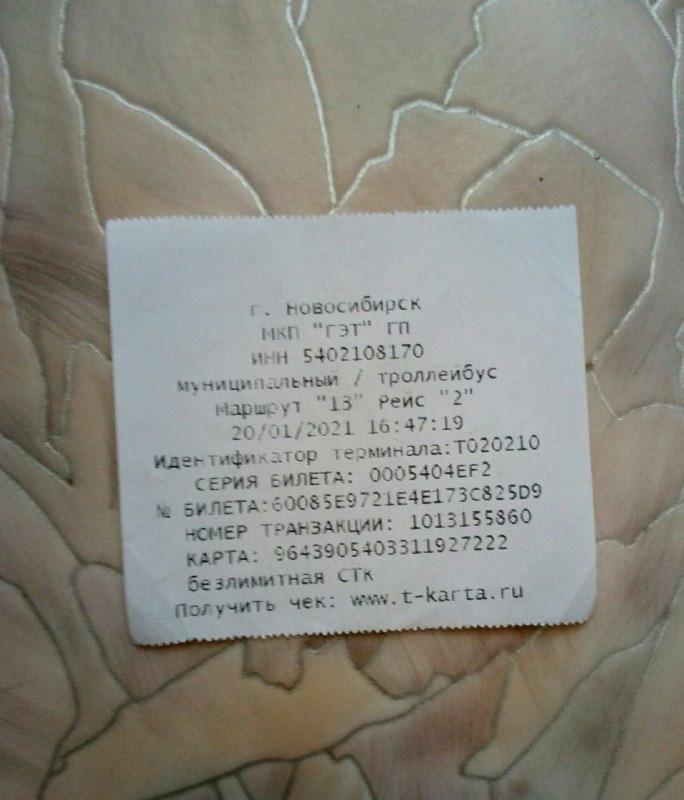 г. Новосибирск
МКП "ГЭТ" ГП
ИНН 5402108170
муниципальный / троллейбус
Маршрут "13" Рейс "2"
20/01/2021 16:47:19
Идентификатор терминала:T020210
СЕРИЯ БИЛЕТА: 0005404EF2
№ БИЛЕТА:60085E9721E4E173C825D9
НОМЕР ТРАНЗАКЦИИ: 1013155860
КАРТА: 9643905403311927222
безлимитная СТК
Получить чек: www.t-karta.ru